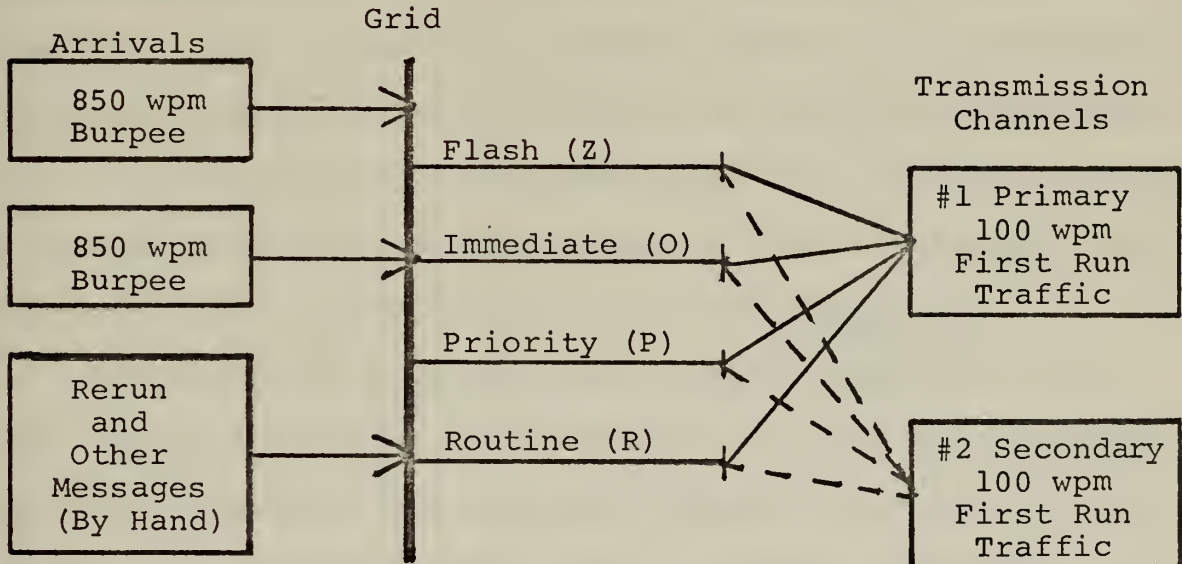 Grid
Arrivals
850 wpm
Burpee
850 wpm
Burpee
Rerun
and
Other
Messages
(By Hand)
Flash (Z)
Immediate (O)
Priority (P)
Routine (R)
Transmission
Channels
#1 Primary
100 wpm
First Run
Traffic
#2 Secondary
100 wpm
First Run
Traffic